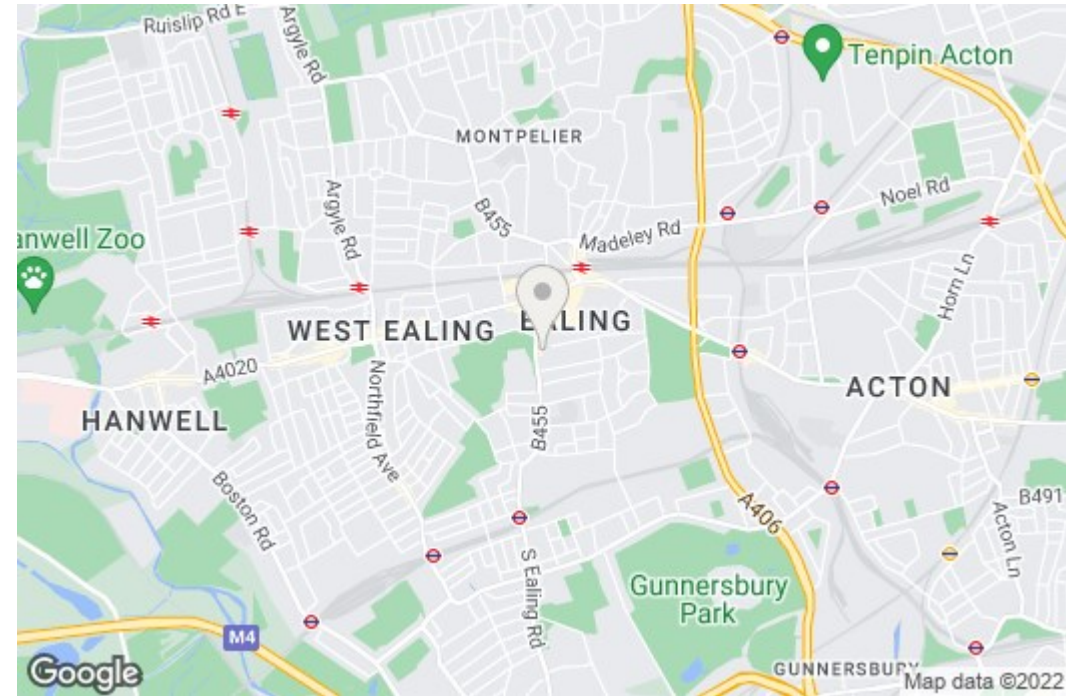 Ruislip Rd E
Argyle Rd
Tenpin Acton
MONTPELIER
Argyle Rd
B455
Noel Rd
Madeley Rd
anwell Zoo
Horn Ln
WEST EALING
EALING
A4020
Northfield Ave
ACTON
HANWELL
B455
Boston Rd
A406
B491
Acton Ln
S Ealing Rd
Gunnersbury
Park
M4
GUNNERSBURY
Google
Map data ©2022